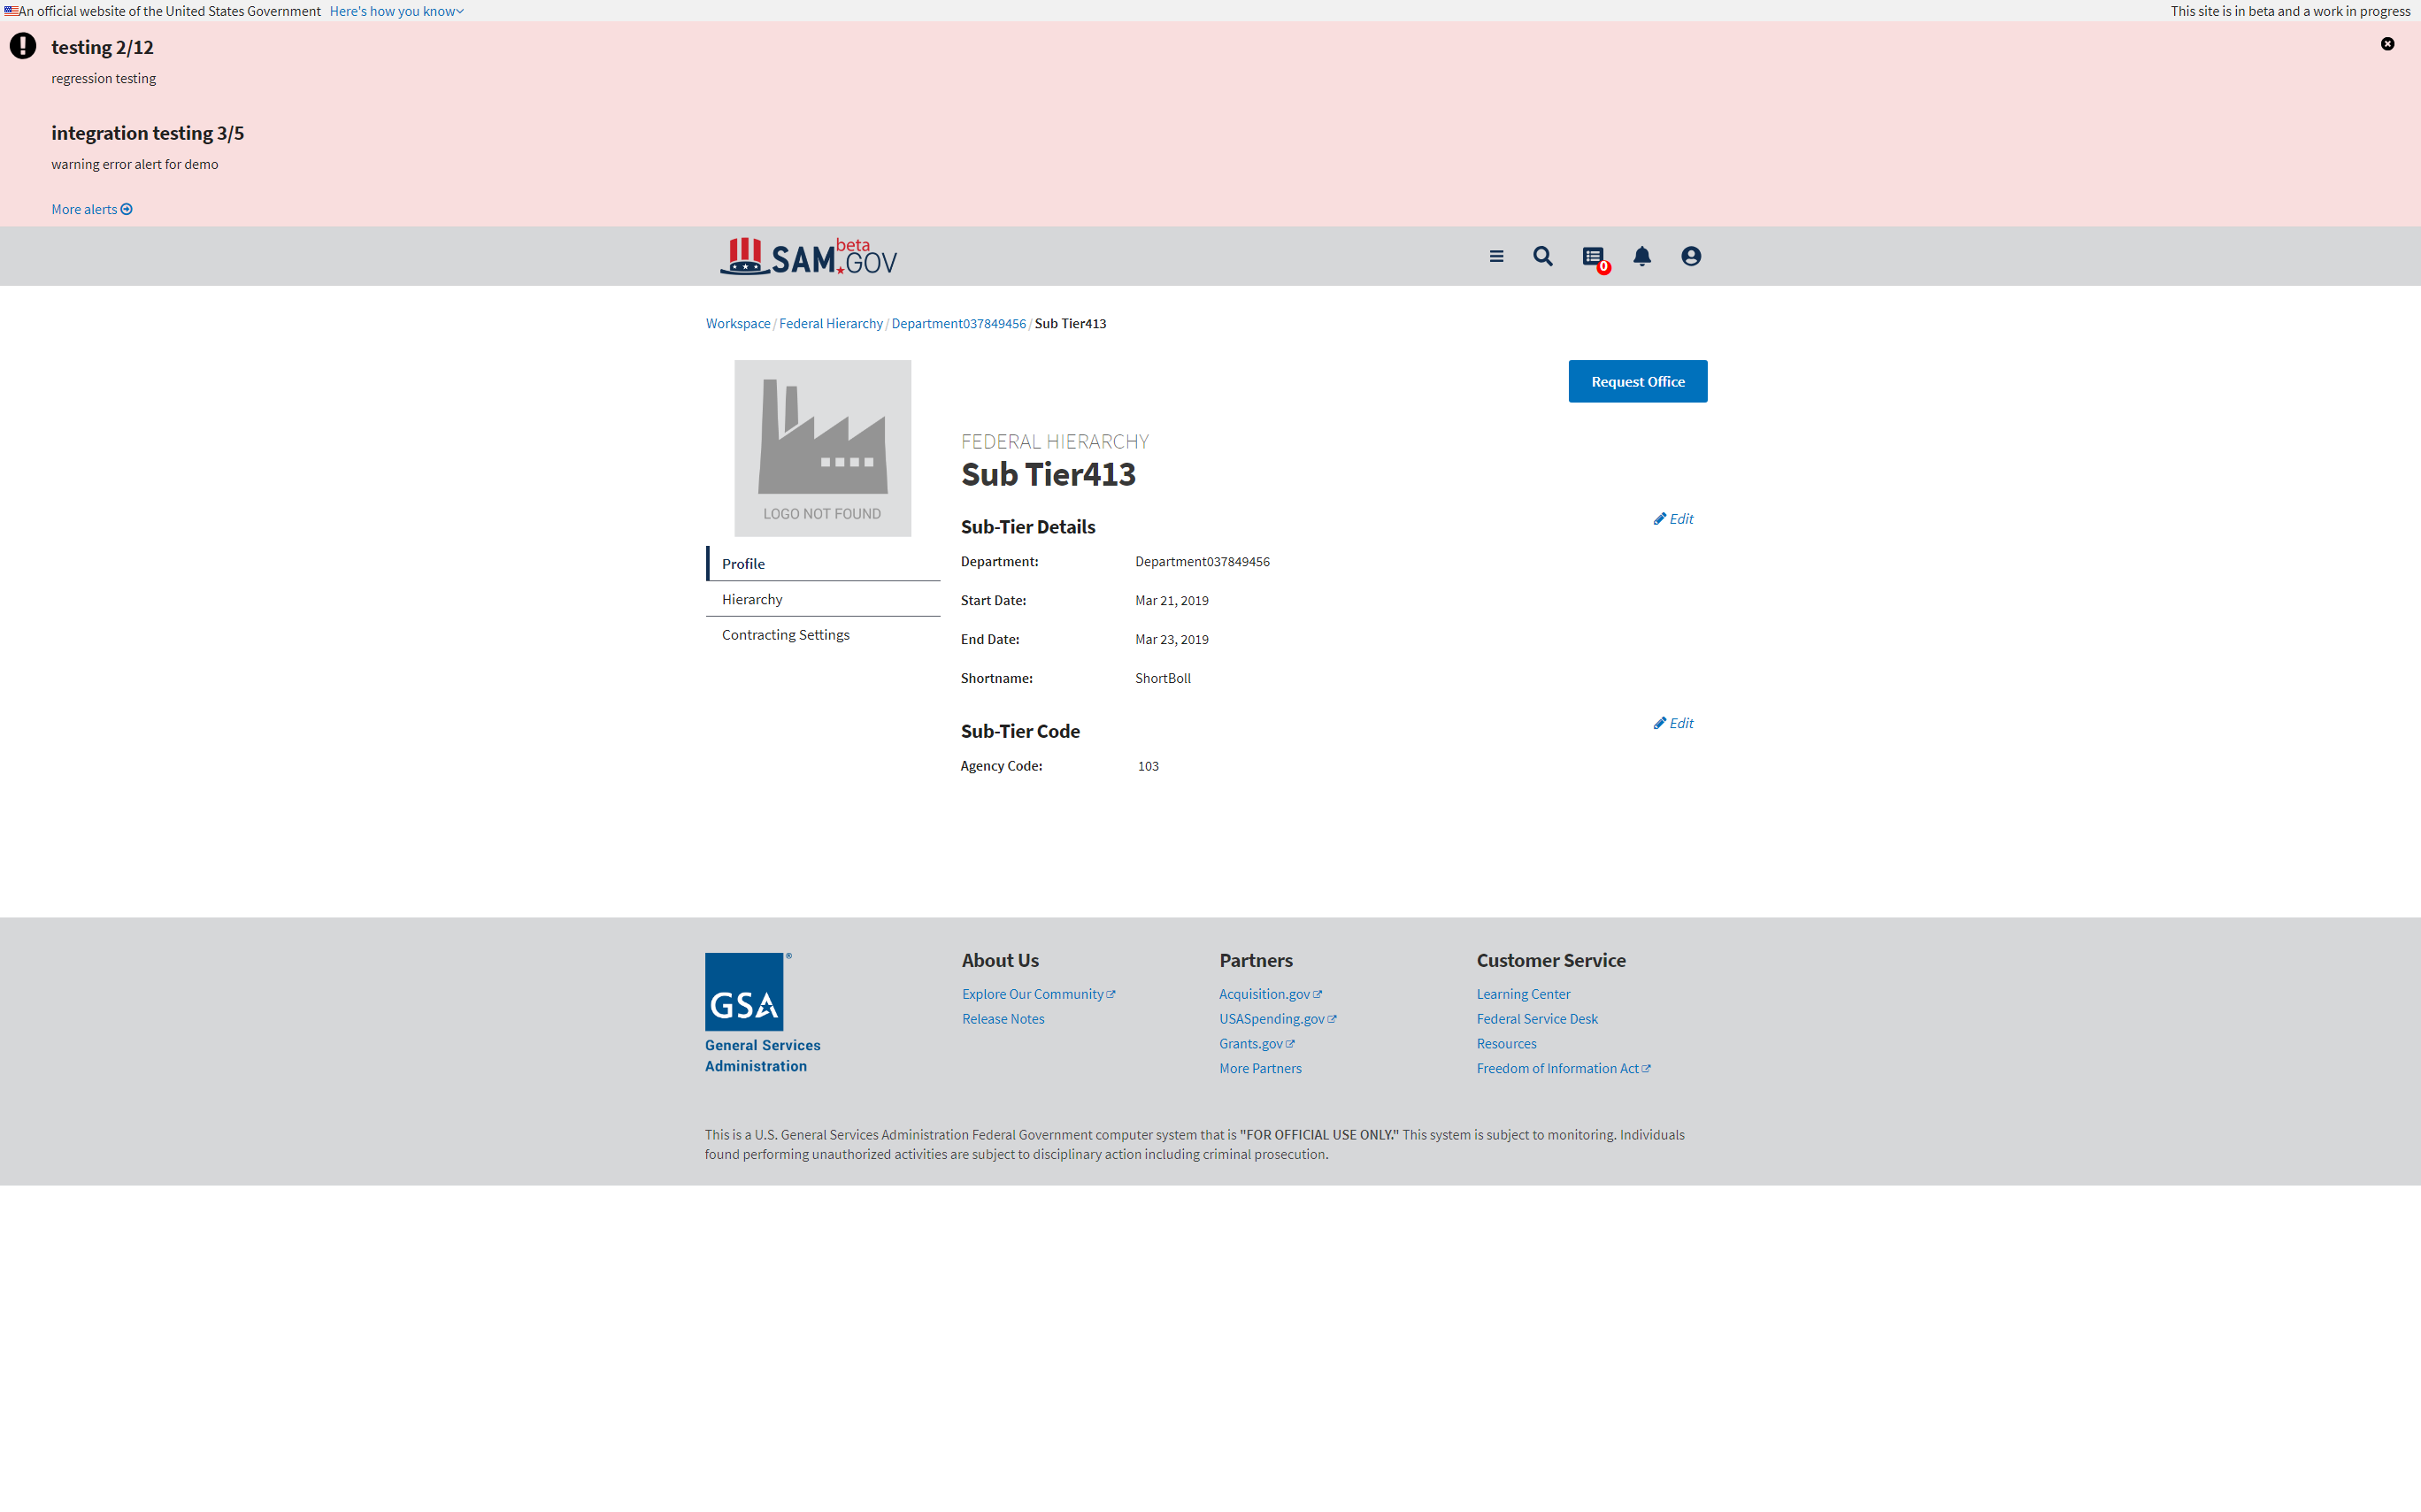 An official website of the United States Government Here's how you know
This site is in beta and a work in progress
testing 2/12
regression testing
integration testing 3/5
warning error alert for demo
More alerts
SAM.GOV beta
0
Workspace / Federal Hierarchy / Department037849456 / Sub Tier413
LOGO NOT FOUND
Request Office
FEDERAL HIERARCHY
Sub Tier413
Profile
Hierarchy
Contracting Settings
Sub-Tier Details
Edit
Department: Department037849456
Start Date: Mar 21, 2019
End Date: Mar 23, 2019
Shortname: ShortBoll
Sub-Tier Code
Edit
Agency Code: 103
GSA ®
General Services
Administration
About Us
Explore Our Community
Release Notes
Partners
Acquisition.gov
USASpending.gov
Grants.gov
More Partners
Customer Service
Learning Center
Federal Service Desk
Resources
Freedom of Information Act
This is a U.S. General Services Administration Federal Government computer system that is "FOR OFFICIAL USE ONLY." This system is subject to monitoring. Individuals
found performing unauthorized activities are subject to disciplinary action including criminal prosecution.